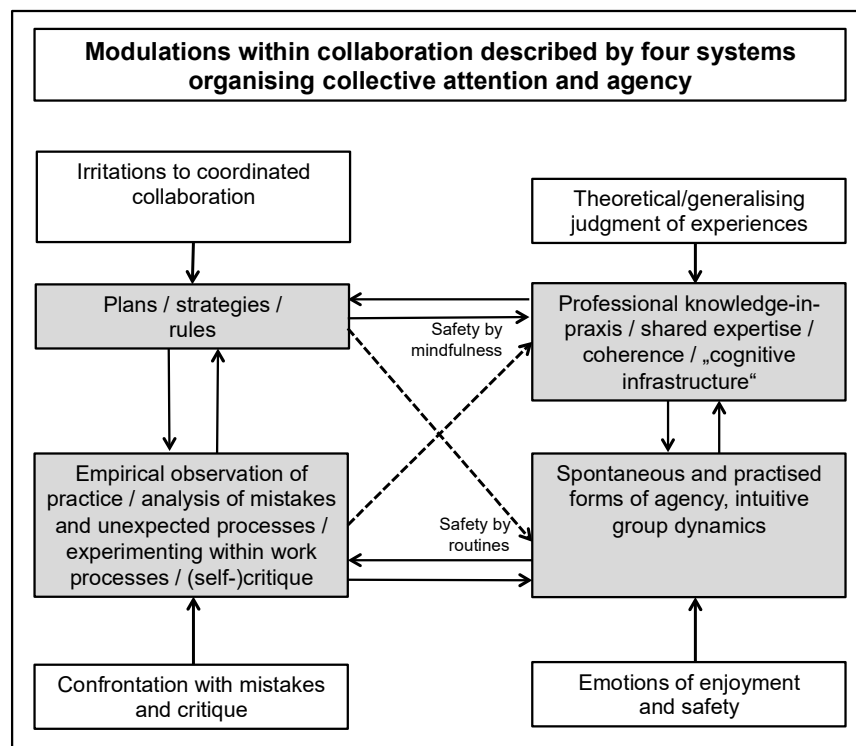 Modulations within collaboration described by four systems
organising collective attention and agency
Irritations to coordinated
collaboration
Theoretical/generalising
judgment of experiences
Plans / strategies /
rules
Safety by
mindfulness
Professional knowledge-in-
praxis / shared expertise /
coherence / „cognitive
infrastructure“
Empirical observation of
practice / analysis of mistakes
and unexpected processes /
experimenting within work
processes / (self-)critique
Safety by
routines
Spontaneous and practised
forms of agency, intuitive
group dynamics
Confrontation with mistakes
and critique
Emotions of enjoyment
and safety